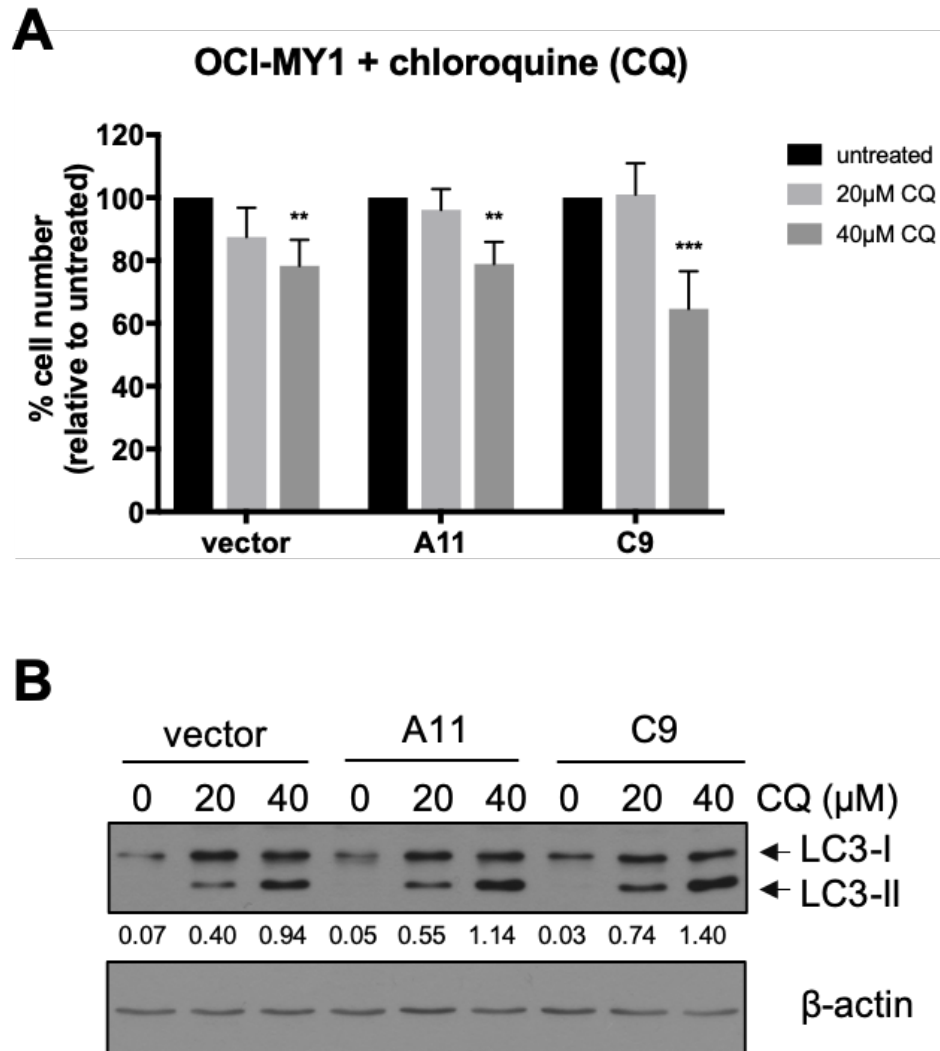 A
OCI-MY1 + chloroquine (CQ)
% cell number
(relative to untreated)
120
100
80
60
40
20
0
** ** ***
vector A11 C9
untreated
20µM CQ
40µM CQ
B
vector A11 C9
0 20 40 0 20 40 0 20 40 CQ (µM)
LC3-I
LC3-II
0.07 0.40 0.94 0.05 0.55 1.14 0.03 0.74 1.40
β-actin